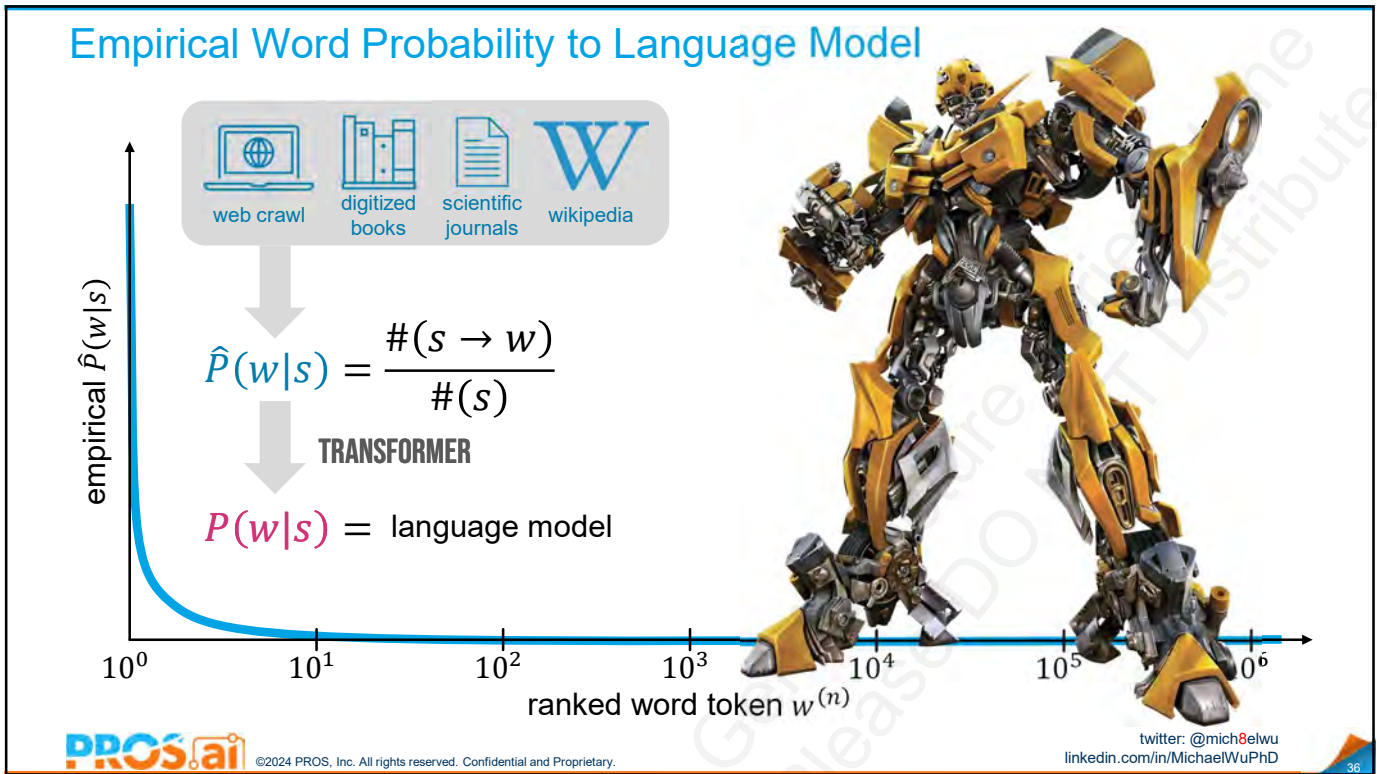 Empirical Word Probability to Language Model
web crawl
digitized
books
scientific
journals
W
wikipedia
empirical P̂(w|s)
P̂(w|s) = #(s → w) / #(s)
TRANSFORMER
P(w|s) = language model
10⁰ 10¹ 10² 10³ 10⁴ 10⁵ 10⁶
ranked word token w⁽ⁿ⁾
PROS.ai
©2024 PROS, Inc. All rights reserved. Confidential and Proprietary.
twitter: @mich8elwu
linkedin.com/in/MichaelWuPhD
36